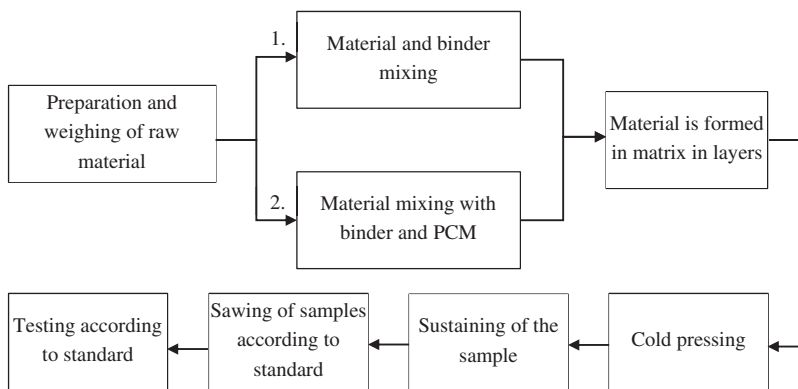 1.
Material and binder
mixing
Preparation and
weighing of raw
material
Material is formed
in matrix in layers
2.
Material mixing with
binder and PCM
Testing according
to standard
Sawing of samples
according to
standard
Sustaining of the
sample
Cold pressing